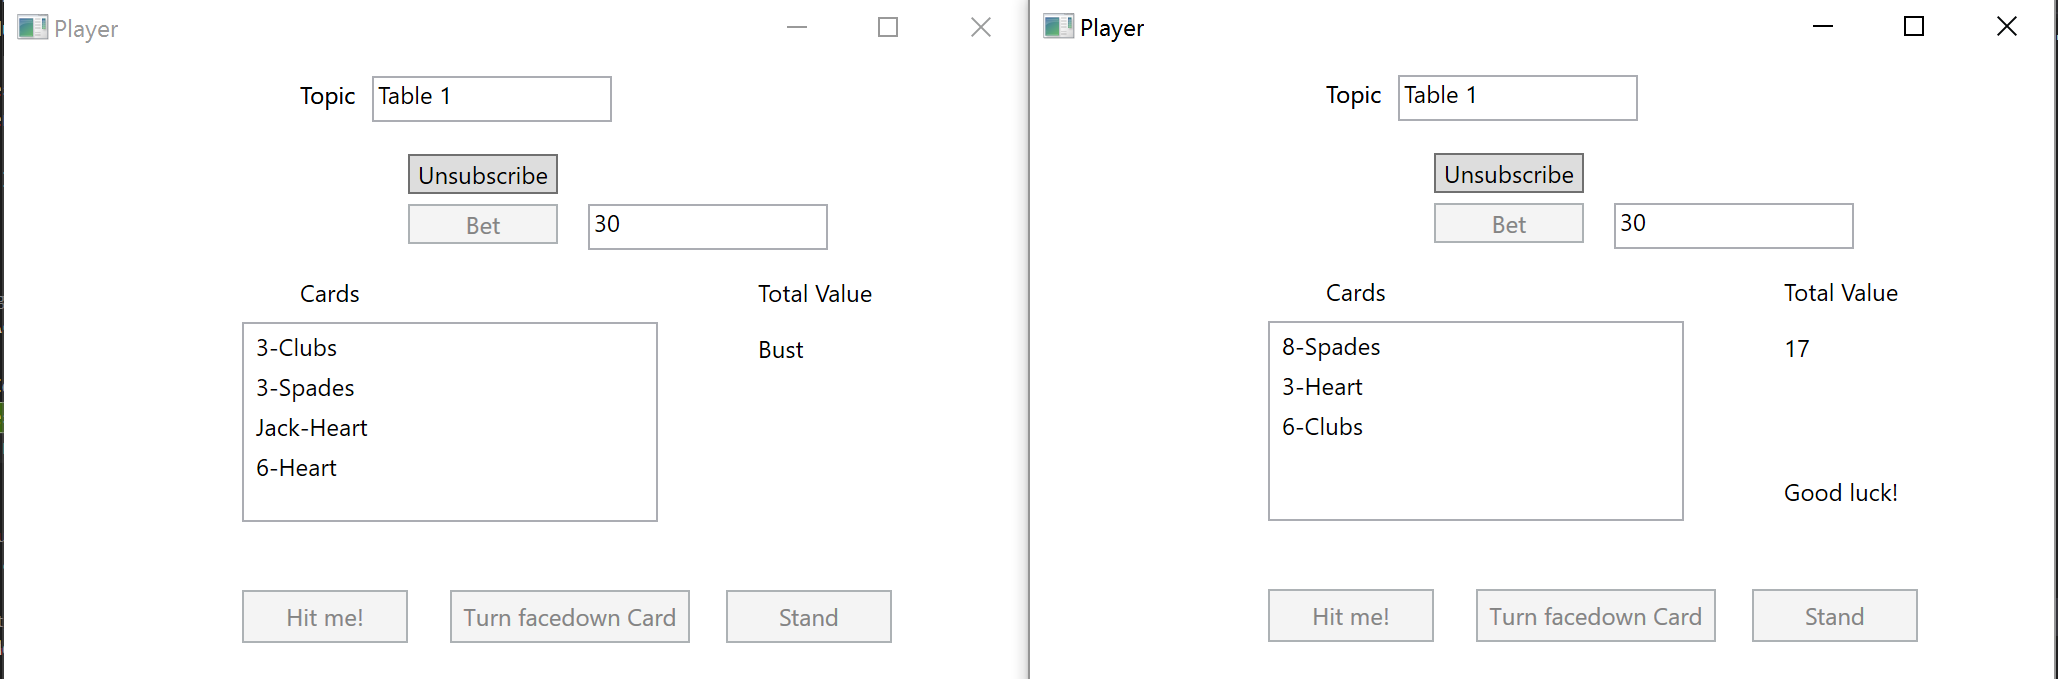 Player
Topic Table 1
Unsubscribe
Bet 30
Cards Total Value
3-Clubs Bust
3-Spades
Jack-Heart
6-Heart
Hit me! Turn facedown Card Stand
Player
Topic Table 1
Unsubscribe
Bet 30
Cards Total Value
8-Spades 17
3-Heart
6-Clubs
Good luck!
Hit me! Turn facedown Card Stand